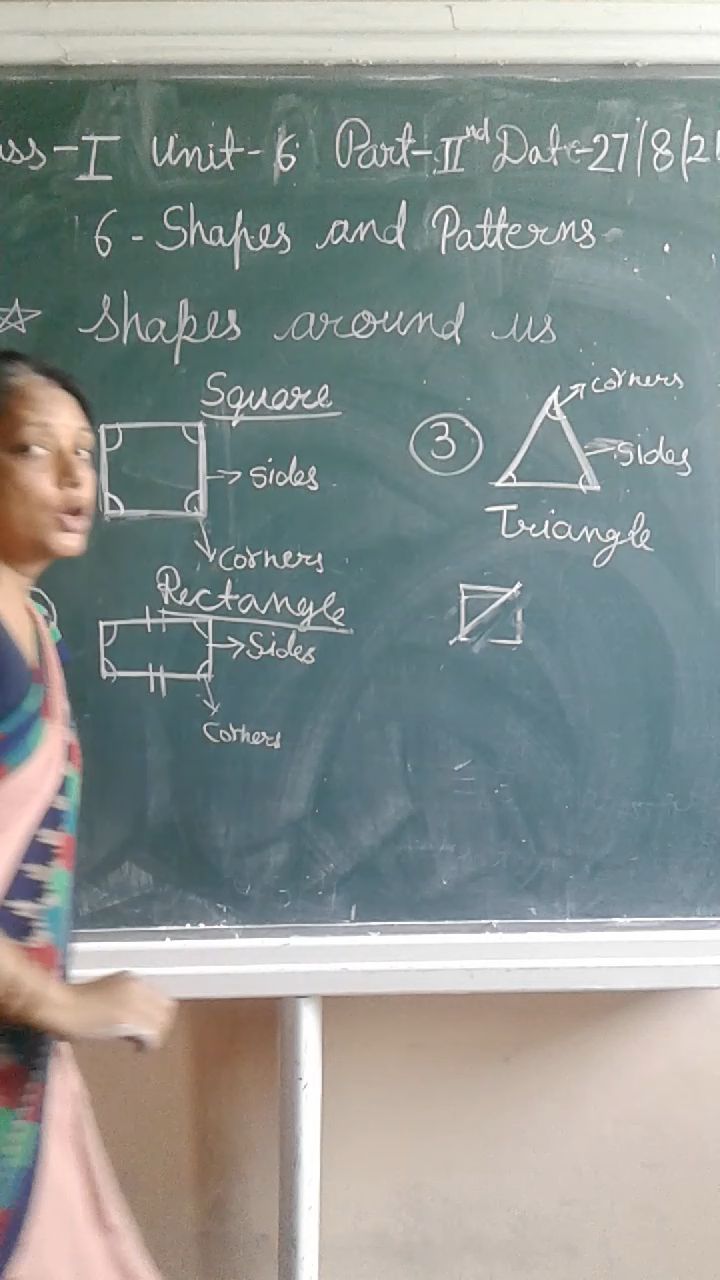 ss-I Unit-6 Part-IInd Date-27/8/2
6 - Shapes and Patterns
☆ Shapes around us
Square
→ sides
corners
Rectangle
→ Sides
Corners
3
corners
sides
Triangle